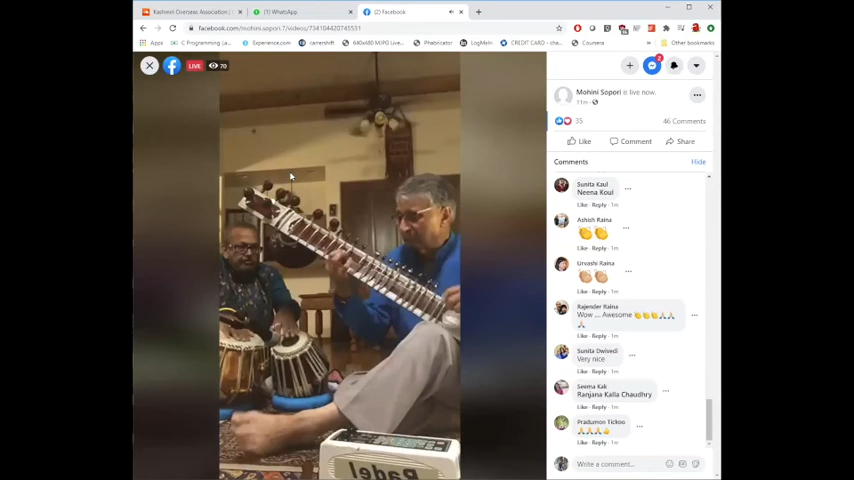 Kashmiri Overseas Association |
(1) WhatsApp
(2) Facebook
facebook.com/mohini.sopori.7/videos/734104420745531
Apps
C Programming (La...
Experience.com
carrershift
640x480 MJPG Live...
Phabricator
LogMeIn
CREDIT CARD - cha...
Coursera
Other bookmarks
LIVE
70
2
Mohini Sopori is live now.
11m
35
46 Comments
Like
Comment
Share
Comments
Hide
Sunita Kaul
Neena Koul
Like · Reply · 1m
Ashish Raina
👏👏
Like · Reply · 1m
Urvashi Raina
👏🏼👏🏼
Like · Reply · 1m
Rajender Raina
Wow .... Awesome 👏👏👏🙏🙏
🙏
Like · Reply · 1m
Sunita Dwivedi
Very nice
Like · Reply · 1m
Seema Kak
Ranjana Kalla Chaudhry
Like · Reply · 1m
Pradumon Tickoo
🙏🙏🙏👍
Like · Reply · 1m
Write a comment...
Radel